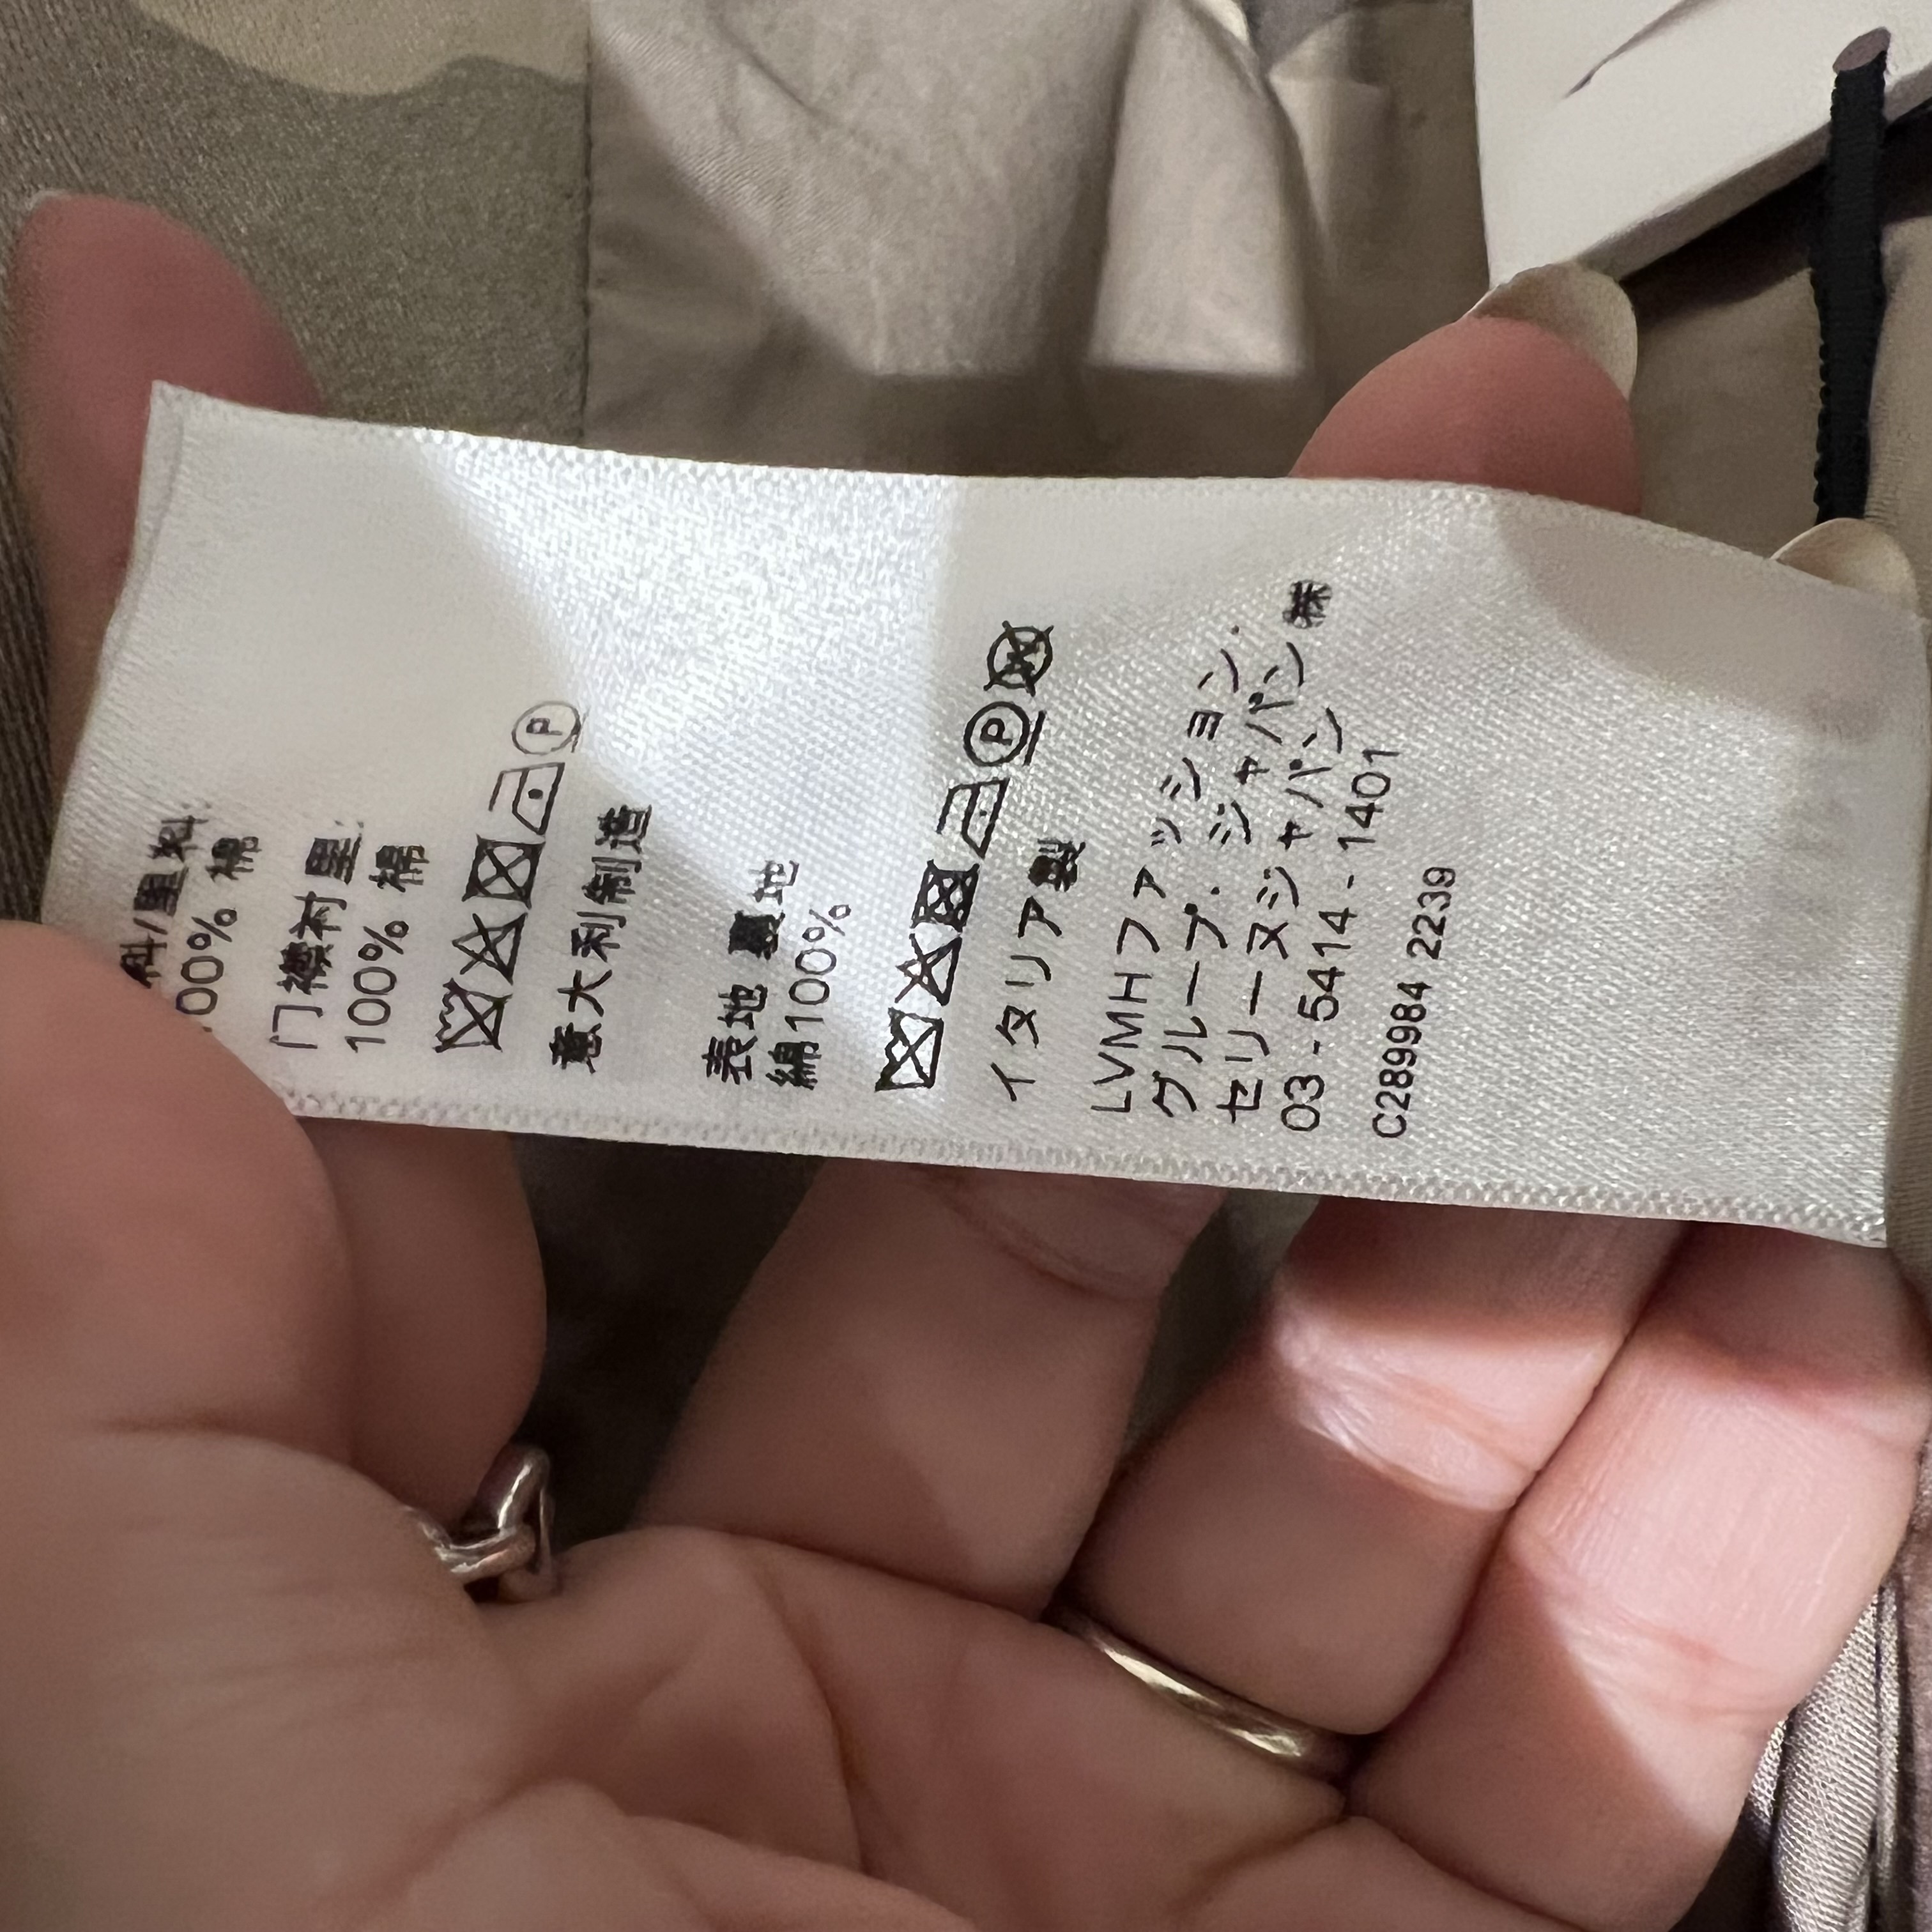 料/里料:
100% 棉
门襟衬里:
100% 棉
P
意大利制造
表地 裏地
綿100%
P W
イタリア製
LVMHファッション.
グループ.ジャパン ㈱
セリーヌジャパン
03-5414-1401
C289984 2239